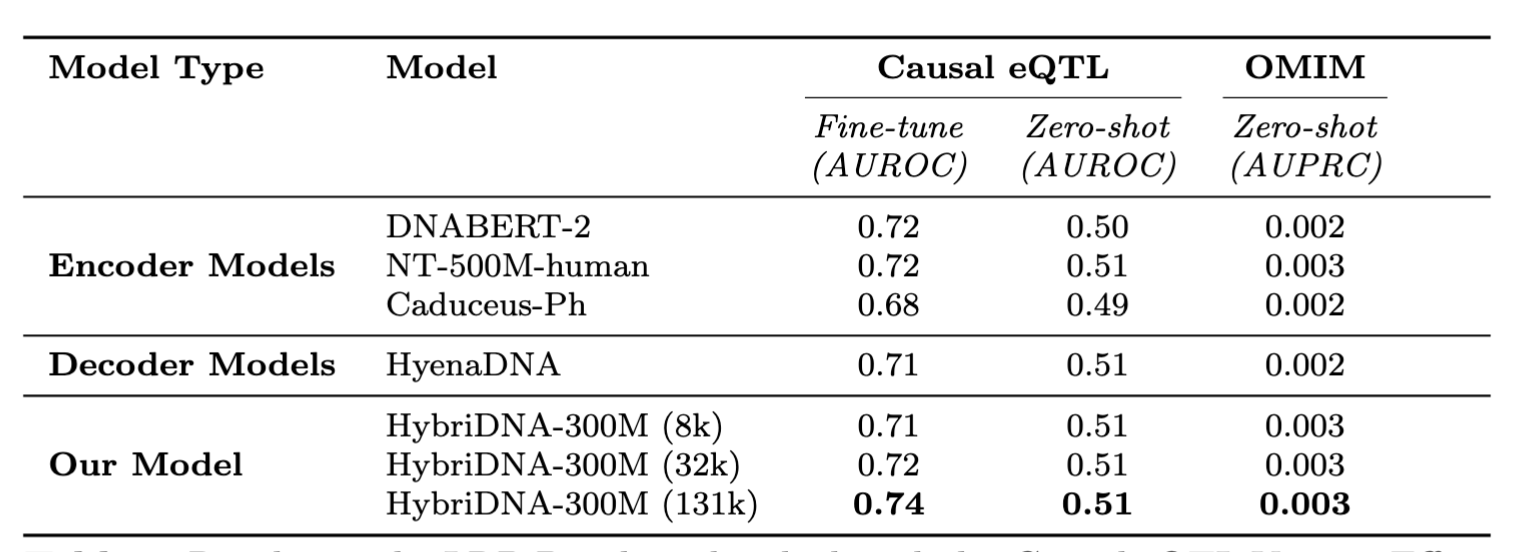 Model Type Model Causal eQTL OMIM
Fine-tune Zero-shot Zero-shot
(AUROC) (AUROC) (AUPRC)
DNABERT-2 0.72 0.50 0.002
Encoder Models NT-500M-human 0.72 0.51 0.003
Caduceus-Ph 0.68 0.49 0.002
Decoder Models HyenaDNA 0.71 0.51 0.002
HybriDNA-300M (8k) 0.71 0.51 0.003
Our Model HybriDNA-300M (32k) 0.72 0.51 0.003
HybriDNA-300M (131k) 0.74 0.51 0.003